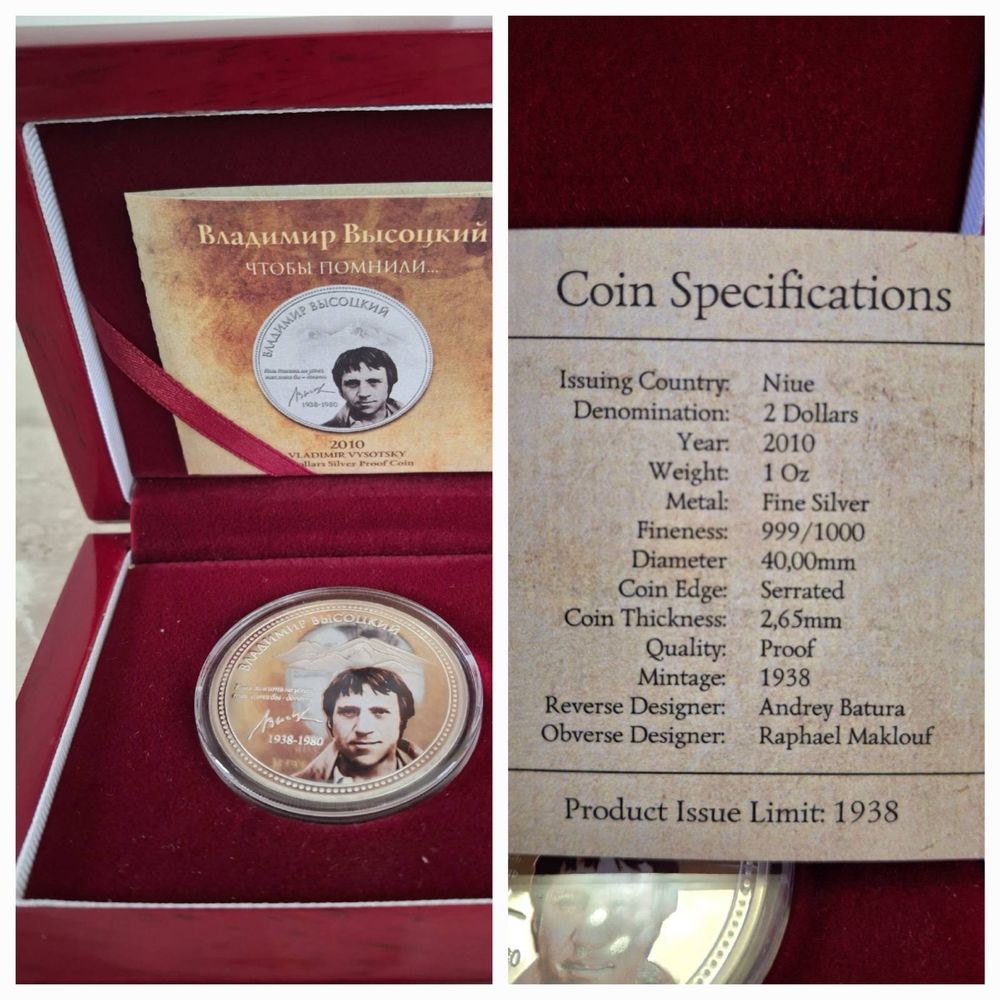 Владимир Высоцкий
ЧТОБЫ ПОМНИЛИ...
ВЛАДИМИР ВЫСОЦКИЙ
1938-1980
2010
VLADIMIR VYSOTSKY
Dollars Silver Proof Coin
ВЛАДИМИР ВЫСОЦКИЙ
1938-1980
Coin Specifications
Issuing Country: Niue
Denomination: 2 Dollars
Year: 2010
Weight: 1 Oz
Metal: Fine Silver
Fineness: 999/1000
Diameter 40,00mm
Coin Edge: Serrated
Coin Thickness: 2,65mm
Quality: Proof
Mintage: 1938
Reverse Designer: Andrey Batura
Obverse Designer: Raphael Maklouf
Product Issue Limit: 1938